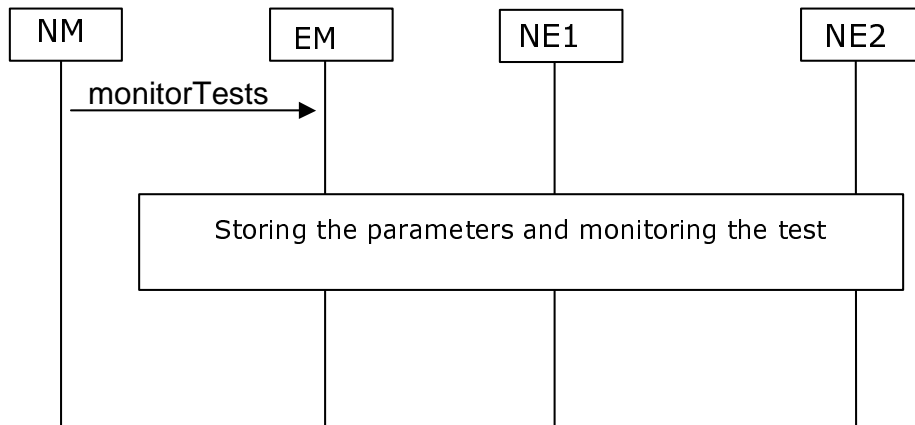 NM
EM
NE1
NE2
monitorTests
Storing the parameters and monitoring the test